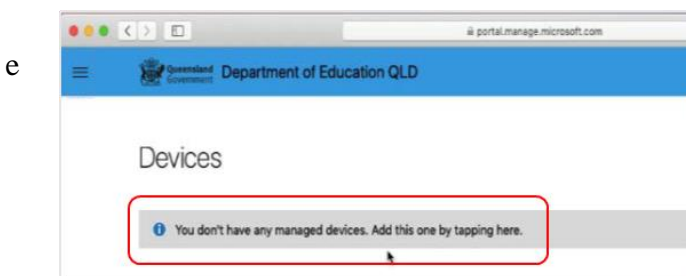 portal.manage.microsoft.com
e
Queensland Government Department of Education QLD
Devices
You don't have any managed devices. Add this one by tapping here.